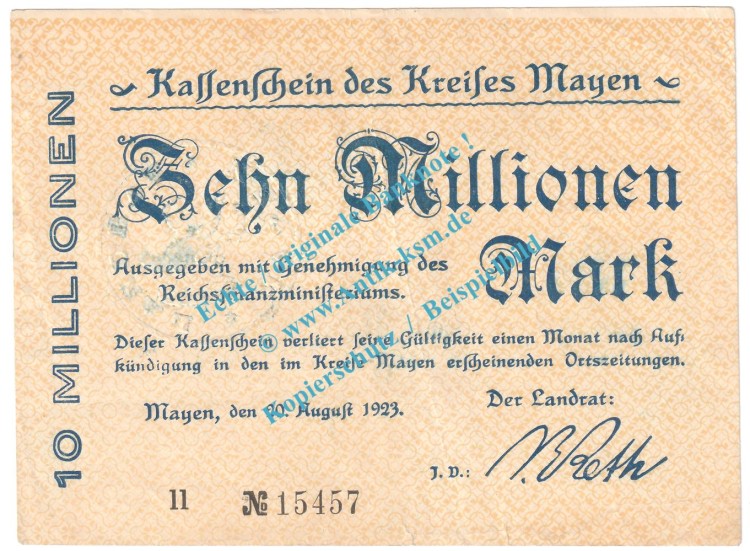 Kassenschein des Kreises Mayen
10 MILLIONEN
Zehn Millionen
Mark
Ausgegeben mit Genehmigung des
Reichsfinanzministeriums.
Dieser Kassenschein verliert seine Gültigkeit einen Monat nach Auf-
kündigung in den im Kreise Mayen erscheinenden Ortszeitungen.
Mayen, den 20. August 1923.
Der Landrat:
J. V.:
11 № 15457
Echte / originale Banknote !
© www.Antik-ksm.de
Kopierschutz / Beispielbild